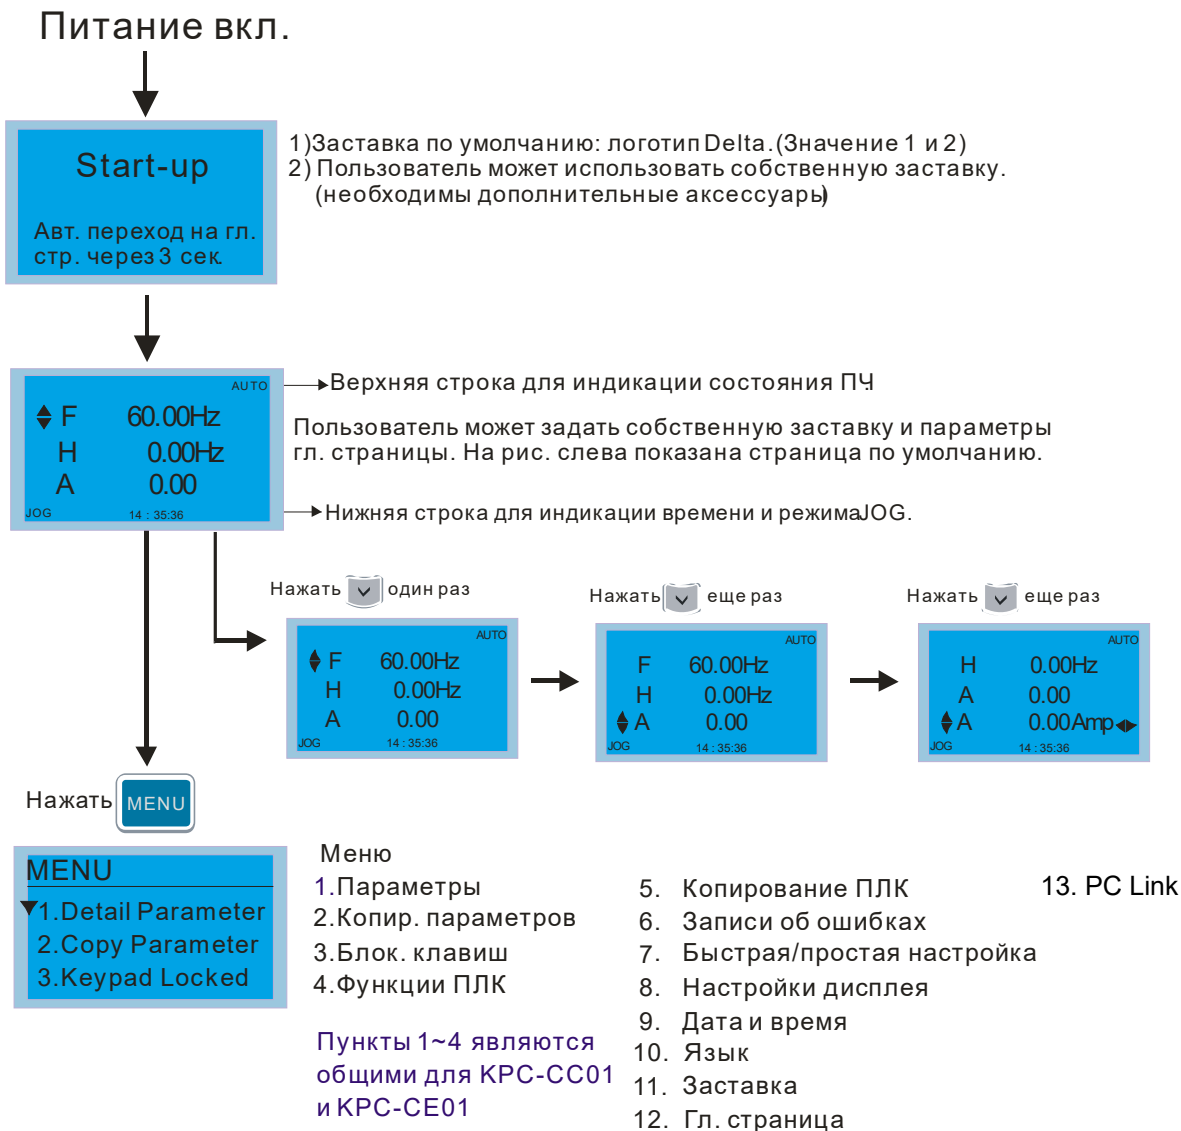 Питание вкл.
Start-up
Авт. переход на гл.
стр. через 3 сек.
1)Заставка по умолчанию: логотип Delta.(Значение 1 и 2)
2) Пользователь может использовать собственную заставку.
(необходимы дополнительные аксессуары)
AUTO
F 60.00Hz
H 0.00Hz
A 0.00
JOG 14 : 35:36
Верхняя строка для индикации состояния ПЧ
Пользователь может задать собственную заставку и параметры
гл. страницы. На рис. слева показана страница по умолчанию.
Нижняя строка для индикации времени и режимаJOG.
Нажать один раз
AUTO
F 60.00Hz
H 0.00Hz
A 0.00
JOG 14 : 35:36
Нажать еще раз
AUTO
F 60.00Hz
H 0.00Hz
A 0.00
JOG 14 : 35:36
Нажать еще раз
AUTO
H 0.00Hz
A 0.00
A 0.00Amp
JOG 14 : 35:36
Нажать MENU
MENU
1.Detail Parameter
2.Copy Parameter
3.Keypad Locked
Меню
1.Параметры
2.Копир. параметров
3.Блок. клавиш
4.Функции ПЛК
Пункты 1~4 являются
общими для KPC-CC01
и KPC-CE01
5. Копирование ПЛК
6. Записи об ошибках
7. Быстрая/простая настройка
8. Настройки дисплея
9. Дата и время
10. Язык
11. Заставка
12. Гл. страница
13. PC Link